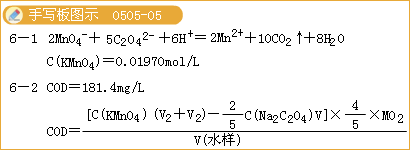 手写板图示 0505-05
6-1 2MnO₄⁻+ 5C₂O₄²⁻+6H⁺=2Mn²⁺+10CO₂↑+8H₂O
C(KMnO₄)=0.01970mol/L
6-2 COD=181.4mg/L
COD= [C(KMnO₄) (V₂+V₂)- 2/5 C(Na₂C₂O₄)V]× 4/5 ×MO₂ / V(水样)